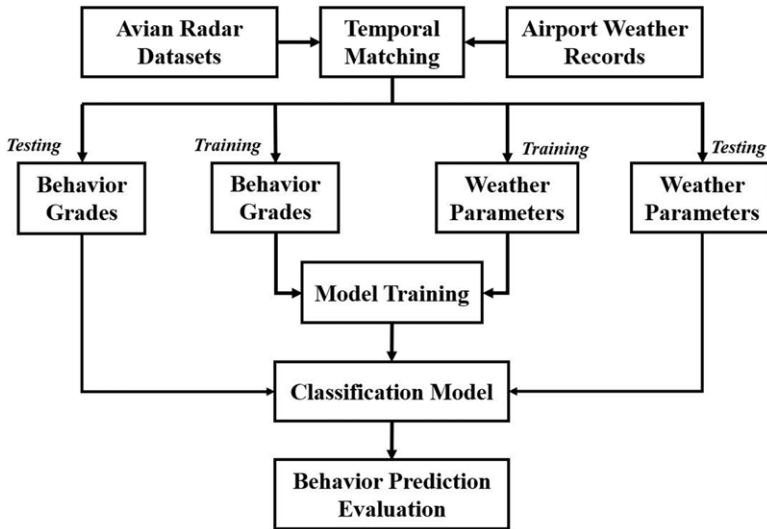 Avian Radar
Datasets
Temporal
Matching
Airport Weather
Records
Testing
Training
Training
Testing
Behavior
Grades
Behavior
Grades
Weather
Parameters
Weather
Parameters
Model Training
Classification Model
Behavior Prediction
Evaluation